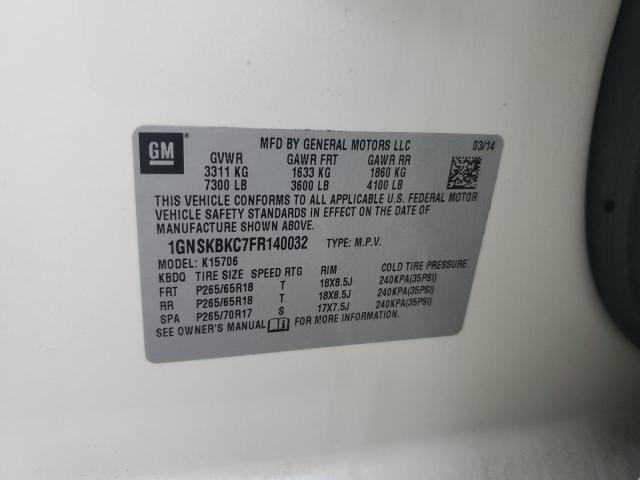 GM
MFD BY GENERAL MOTORS LLC 03/14
GVWR GAWR FRT GAWR RR
3311 KG 1633 KG 1860 KG
7300 LB 3600 LB 4100 LB
THIS VEHICLE CONFORMS TO ALL APPLICABLE U.S. FEDERAL MOTOR
VEHICLE SAFETY STANDARDS IN EFFECT ON THE DATE OF
MANUFACTURE SHOWN ABOVE.
1GNSKBKC7FR140032 TYPE: M.P.V.
MODEL: K15706
KBDQ TIRE SIZE SPEED RTG RIM COLD TIRE PRESSURE
FRT P265/65R18 T 18X8.5J 240KPA(35PSI)
RR P265/65R18 T 18X8.5J 240KPA(35PSI)
SPA P265/70R17 S 17X7.5J 240KPA(35PSI)
SEE OWNER'S MANUAL FOR MORE INFORMATION.